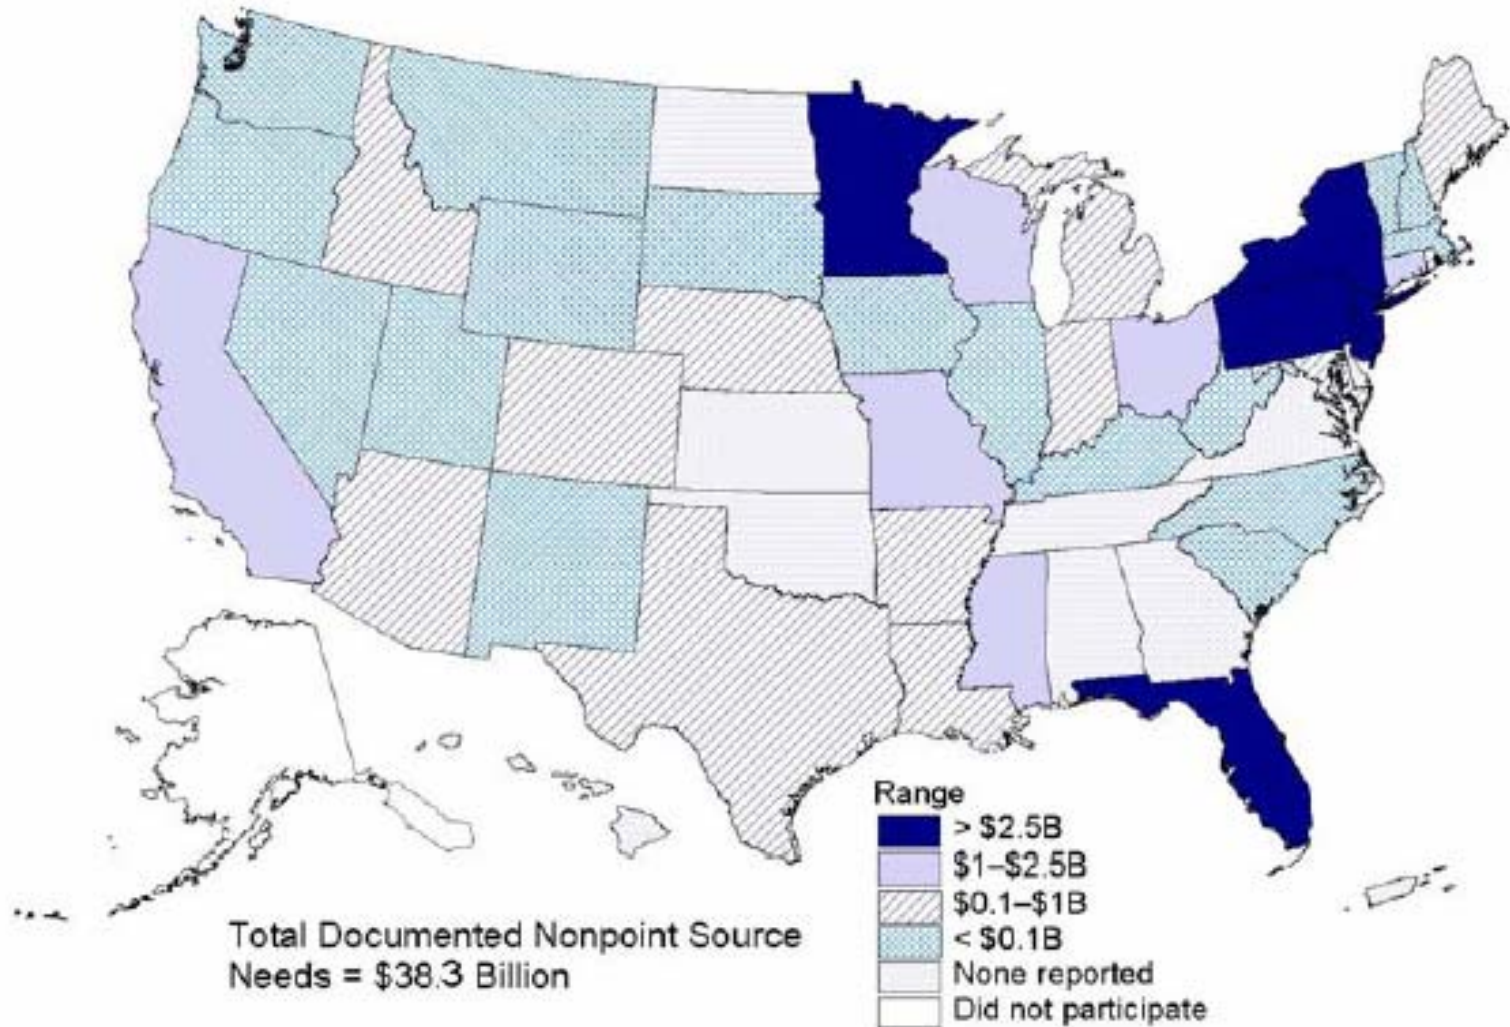 Range
> $2.5B
$1–$2.5B
$0.1–$1B
< $0.1B
None reported
Did not participate
Total Documented Nonpoint Source
Needs = $38.3 Billion